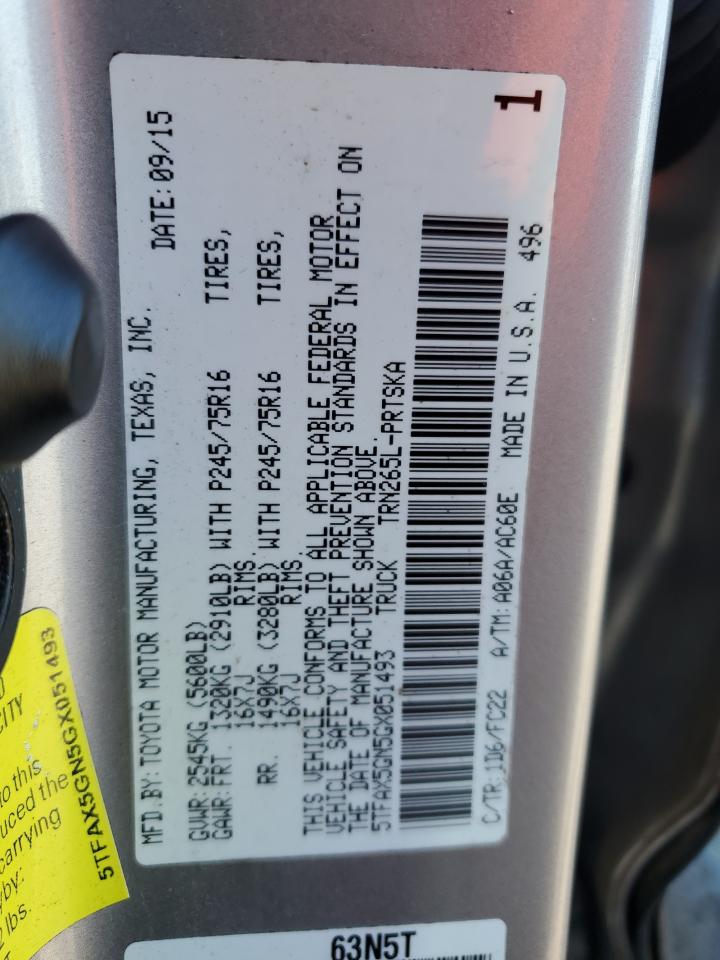 MFD.BY: TOYOTA MOTOR MANUFACTURING, TEXAS, INC. DATE: 09/15
GVWR: 2545KG (5600LB)
GAWR: FRT. 1320KG (2910LB) WITH P245/75R16 TIRES,
16X7J RIMS,
RR. 1490KG (3280LB) WITH P245/75R16 TIRES,
16X7J RIMS.
THIS VEHICLE CONFORMS TO ALL APPLICABLE FEDERAL MOTOR
VEHICLE SAFETY AND THEFT PREVENTION STANDARDS IN EFFECT ON
THE DATE OF MANUFACTURE SHOWN ABOVE.
5TFAX5GN5GX051493 TRUCK TRN265L-PRTSKA
C/TR: 1D6/FC22 A/TM: A06A/AC60E MADE IN U.S.A. 496
1
CITY
to this
uced the
carrying
by:
lbs.
5TFAX5GN5GX051493
63N5T